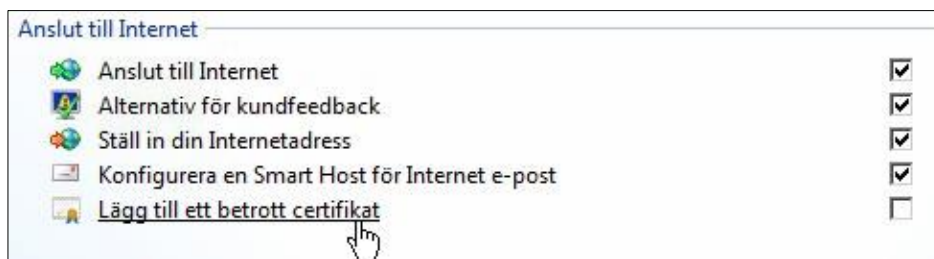 Anslut till Internet
Anslut till Internet
Alternativ för kundfeedback
Ställ in din Internetadress
Konfigurera en Smart Host för Internet e-post
Lägg till ett betrott certifikat